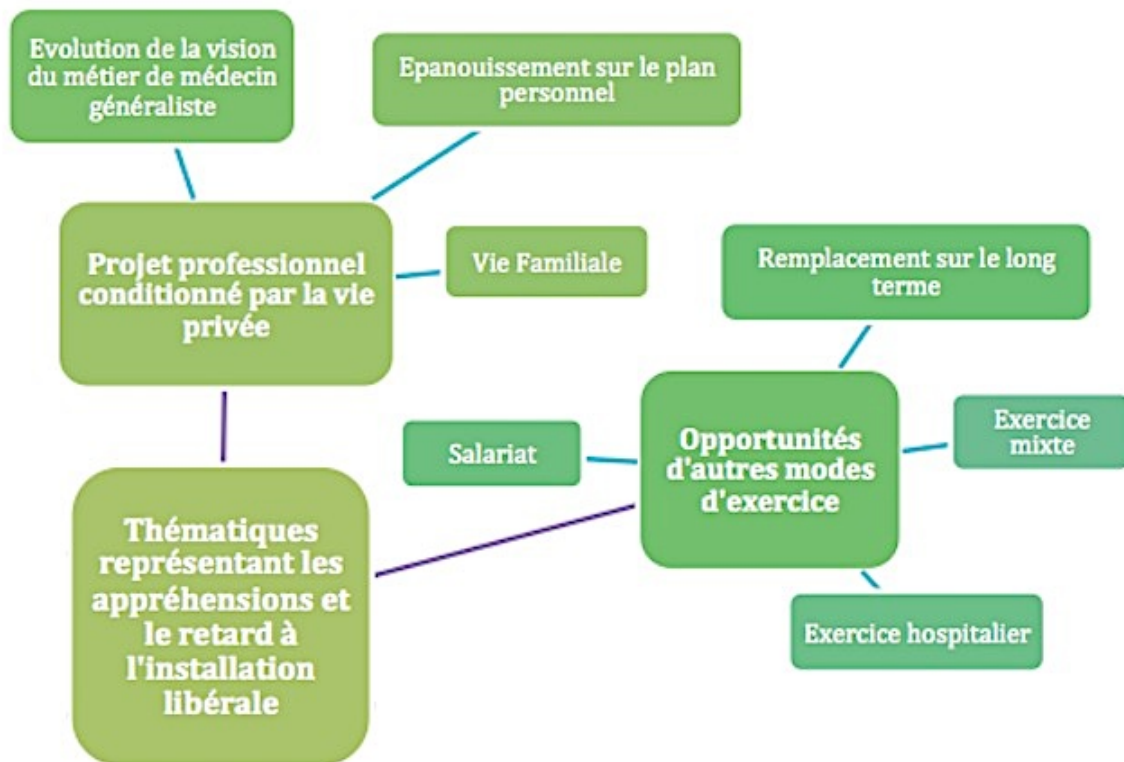 Evolution de la vision
du métier de médecin
généraliste
Epanouissement sur le plan
personnel
Projet professionnel
conditionné par la vie
privée
Vie Familiale
Remplacement sur le long
terme
Salariat
Opportunités
d'autres modes
d'exercice
Exercice
mixte
Thématiques
représentant les
appréhensions et
le retard à
l'installation
libérale
Exercice hospitalier